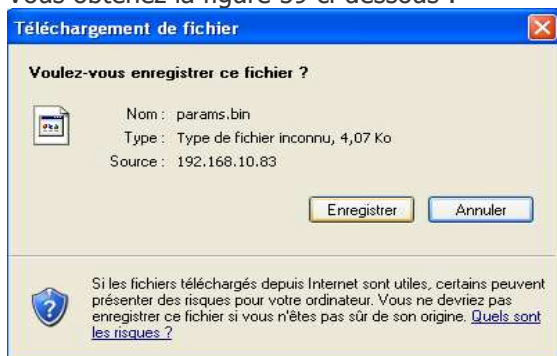 Vous obtenez la figure 39 ci-dessous :
Téléchargement de fichier
Voulez-vous enregistrer ce fichier ?
Nom : params.bin
Type : Type de fichier inconnu, 4,07 Ko
Source : 192.168.10.83
Enregistrer Annuler
Si les fichiers téléchargés depuis Internet sont utiles, certains peuvent
présenter des risques pour votre ordinateur. Vous ne devriez pas
enregistrer ce fichier si vous n'êtes pas sûr de son origine. Quels sont
les risques ?